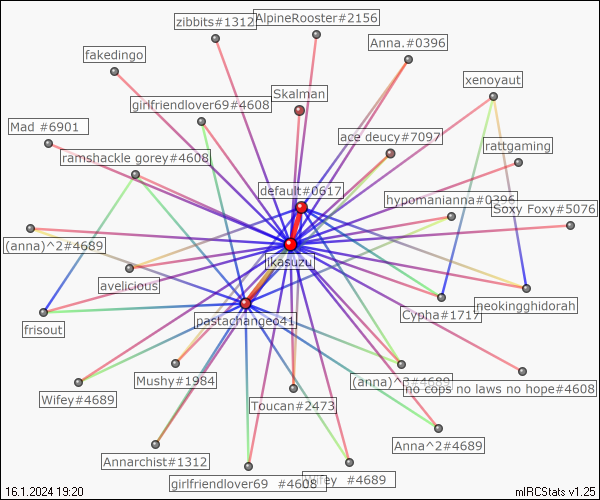 zibbits#1312
AlpineRooster#2156
Anna.#0396
fakedingo
xenoyaut
Skalman
girlfriendlover69#4608
Mad #6901
ace deucy#7097
rattgaming
ramshackle gorey#4608
default#0617
hypomanianna#0396
Soxy Foxy#5076
(anna)^2#4689
jkosuzu
avelicious
neokingghidorah
Cypha#1717
pastachangeo41
frisout
Mushy#1984
(anna)^3#4689
no cops no laws no hope#4608
Wifey#4689
Toucan#2473
Anna^2#4689
Annarchist#1312
girlfriendlover69 #4608
Wifey #4689
16.1.2024 19:20
mIRCStats v1.25